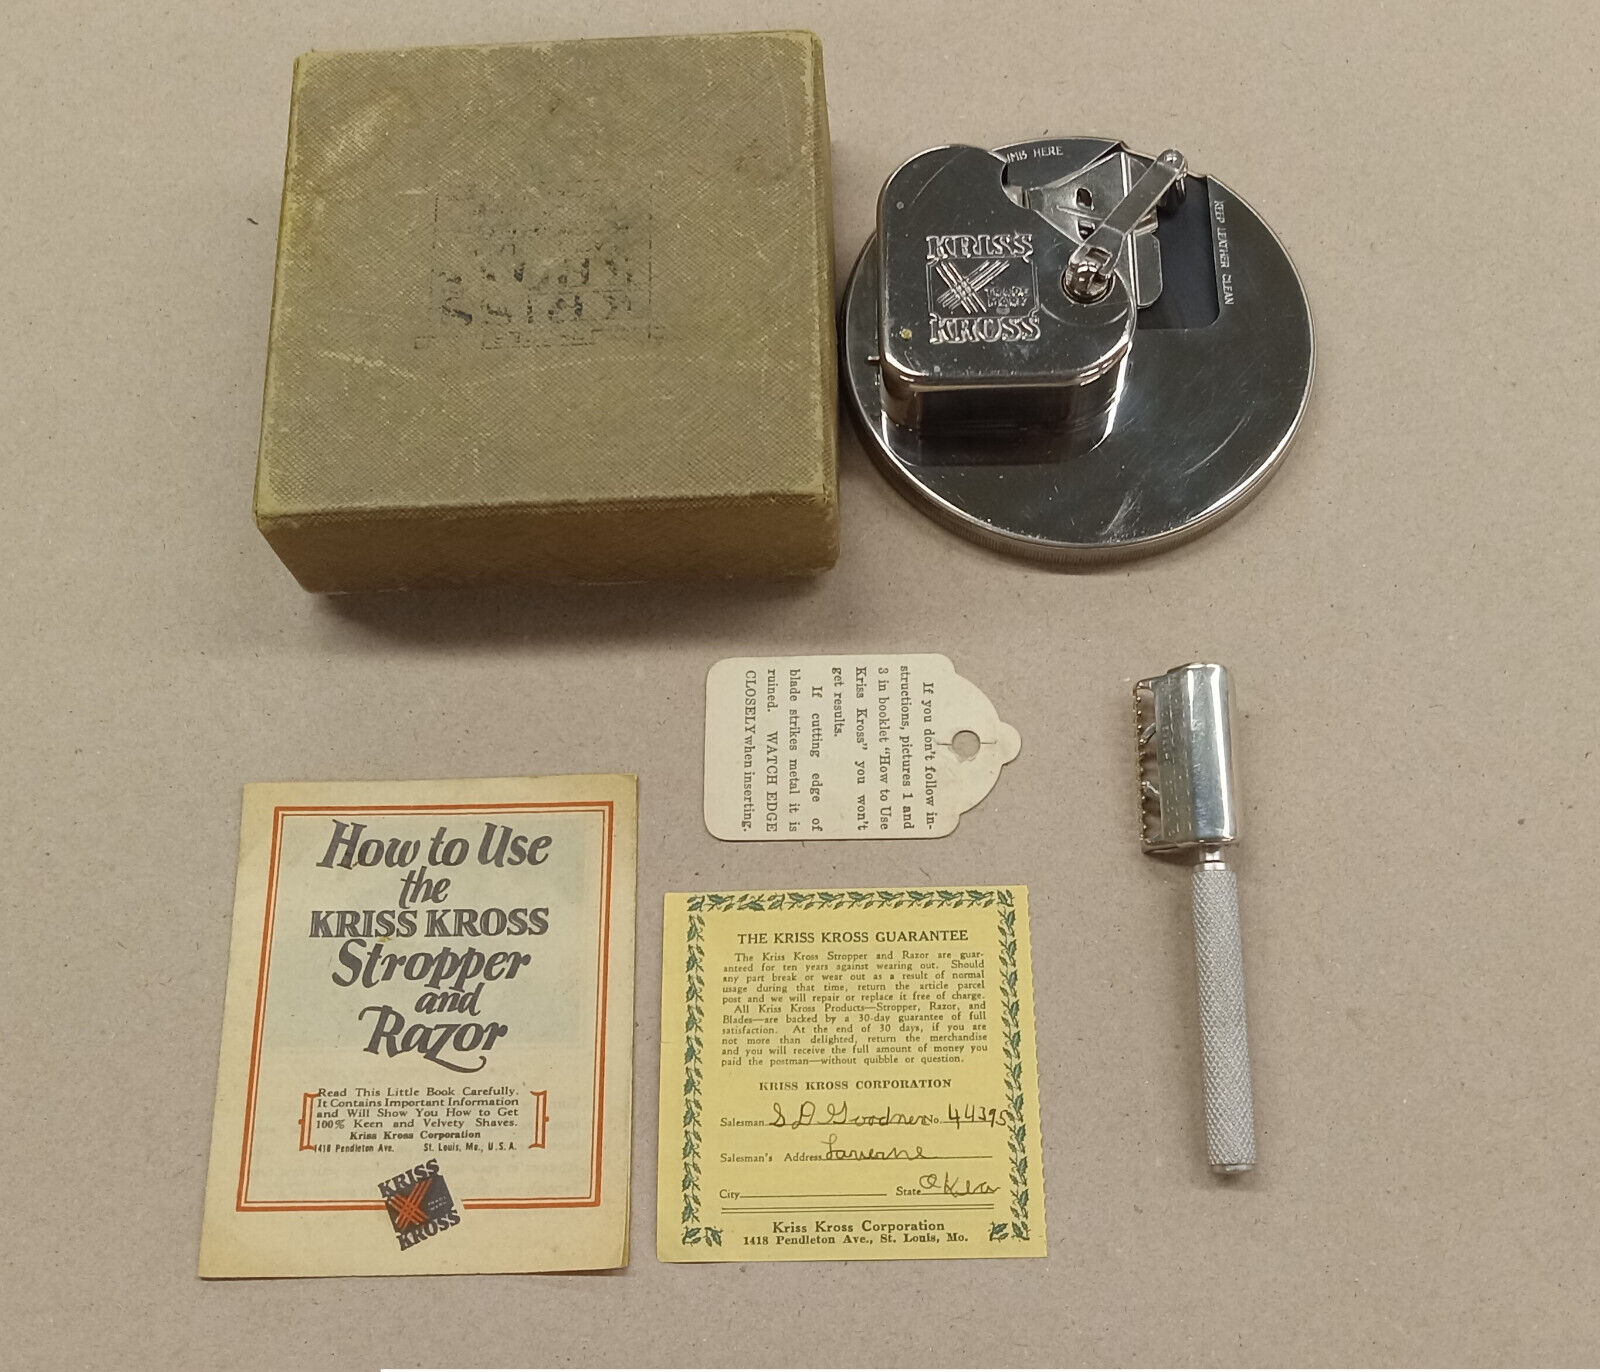 THUMB HERE
KEEP LEATHER CLEAN
KRISS
TRADE
MARK
KROSS
If you don't follow in-
structions, pictures 1 and
3 in booklet "How to Use
Kriss Kross" you won't
get results.
If cutting edge of
blade strikes metal it is
ruined. WATCH EDGE
CLOSELY when inserting.
How to Use
the
KRISS KROSS
Stropper
and
Razor
Read This Little Book Carefully.
It Contains Important Information
and Will Show You How to Get
100% Keen and Velvety Shaves.
Kriss Kross Corporation
1418 Pendleton Ave. St. Louis, Mo., U.S.A.
KRISS
TRADE
MARK
KROSS
THE KRISS KROSS GUARANTEE
The Kriss Kross Stropper and Razor are guar-
anteed for ten years against wearing out. Should
any part break or wear out as a result of normal
usage during that time, return the article parcel
post and we will repair or replace it free of charge.
All Kriss Kross Products—Stropper, Razor, and
Blades—are backed by a 30-day guarantee of full
satisfaction. At the end of 30 days, if you are
not more than delighted, return the merchandise
and you will receive the full amount of money you
paid the postman—without quibble or question.
KRISS KROSS CORPORATION
Salesman S D Goodner No. 44395
Salesman's Address Laverne
City State Okla
Kriss Kross Corporation
1418 Pendleton Ave., St. Louis, Mo.